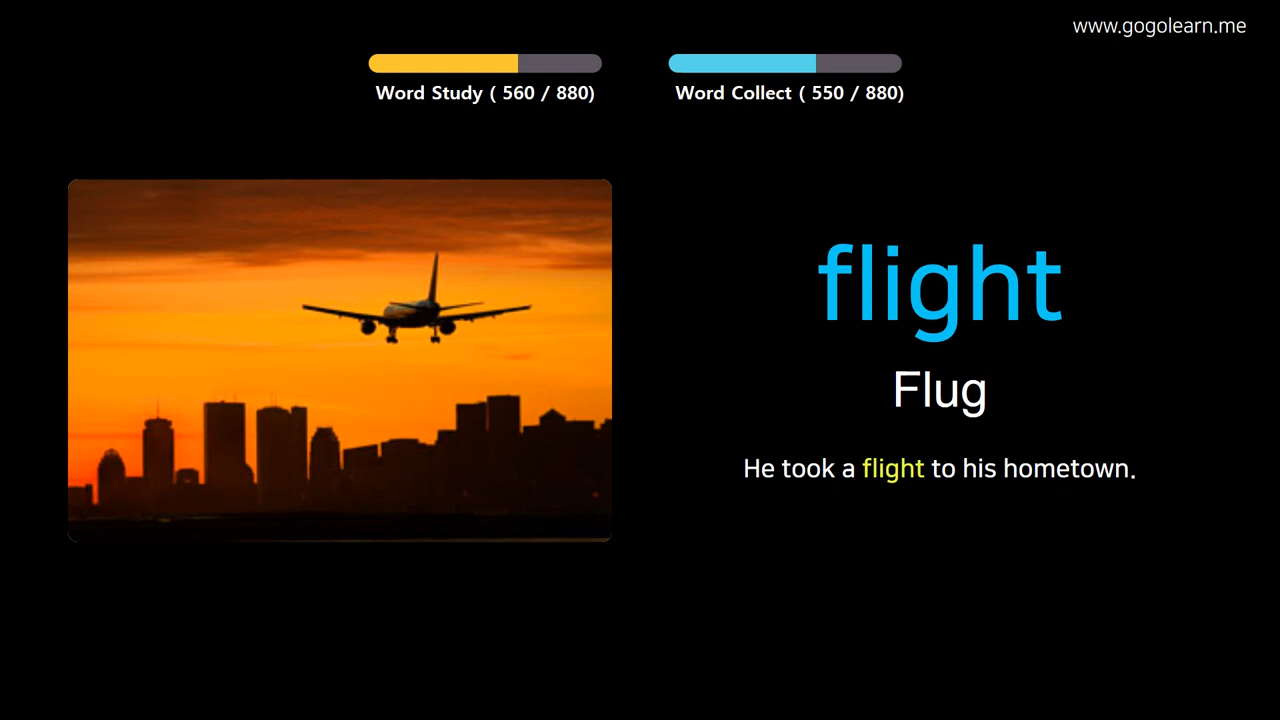 www.gogolearn.me
Word Study ( 560 / 880)
Word Collect ( 550 / 880)
flight
Flug
He took a flight to his hometown.